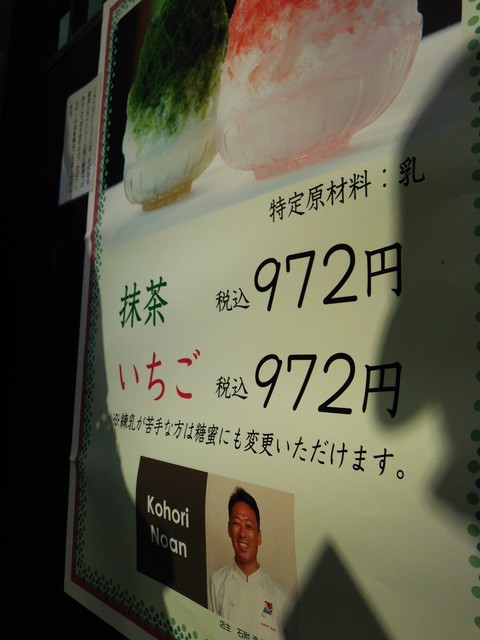 特定原材料：乳
抹茶 税込972円
いちご 税込972円
※練乳が苦手な方は糖蜜にも変更いただけます。
Kohori
Noan
店主